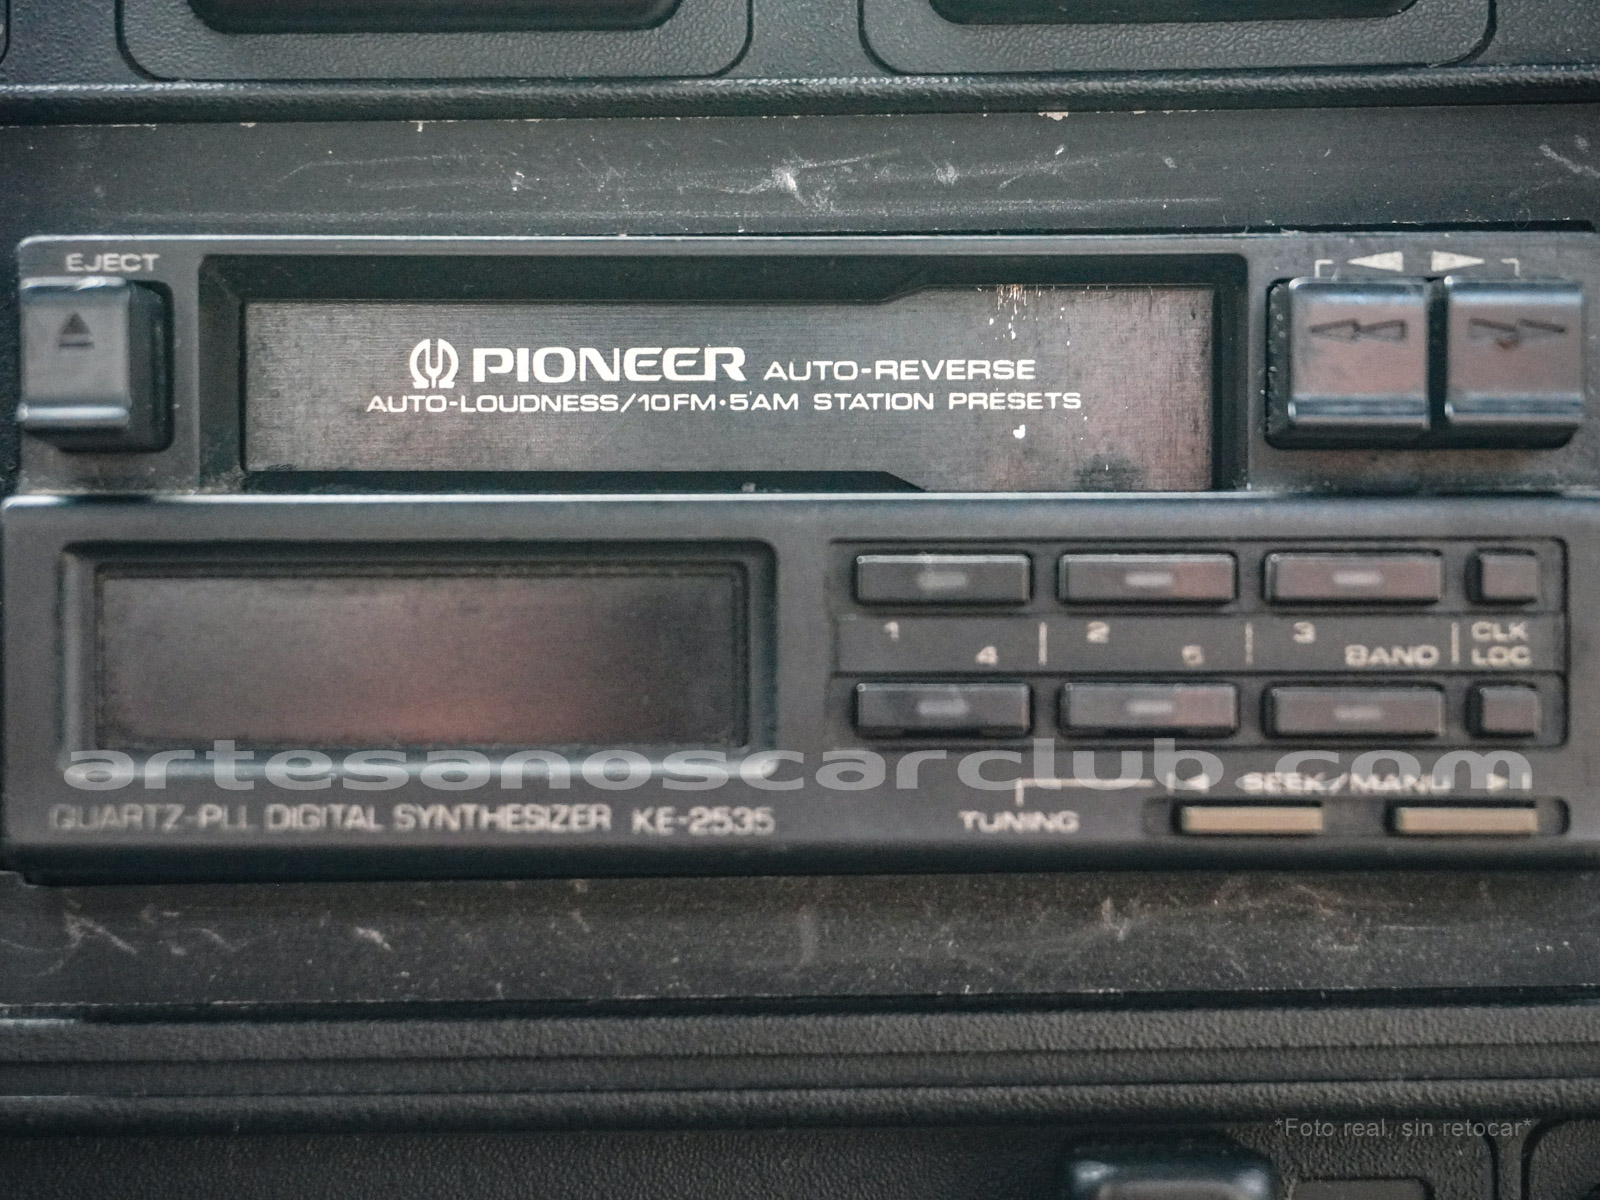 EJECT
PIONEER AUTO-REVERSE
AUTO-LOUDNESS/10FM·5AM STATION PRESETS
1 2 3 CLK
4 5 BAND LOC
artesanoscarclub.com
SEEK/MANU
QUARTZ-PLL DIGITAL SYNTHESIZER KE-2535
TUNING
*Foto real, sin retocar*